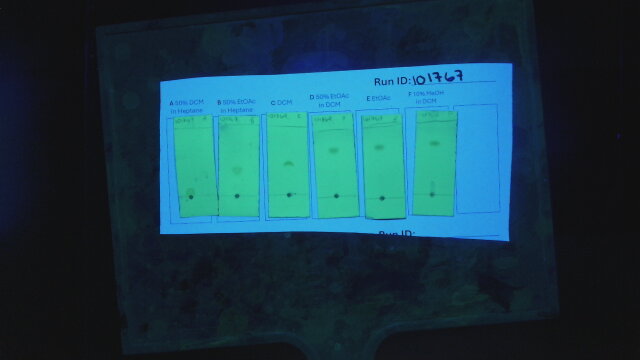 Run ID: 101767
A 50% DCM
in Heptane
B 50% EtOAc
in Heptane
C DCM
D 50% EtOAc
in DCM
E EtOAc
F 10% MeOH
in DCM
Run ID: